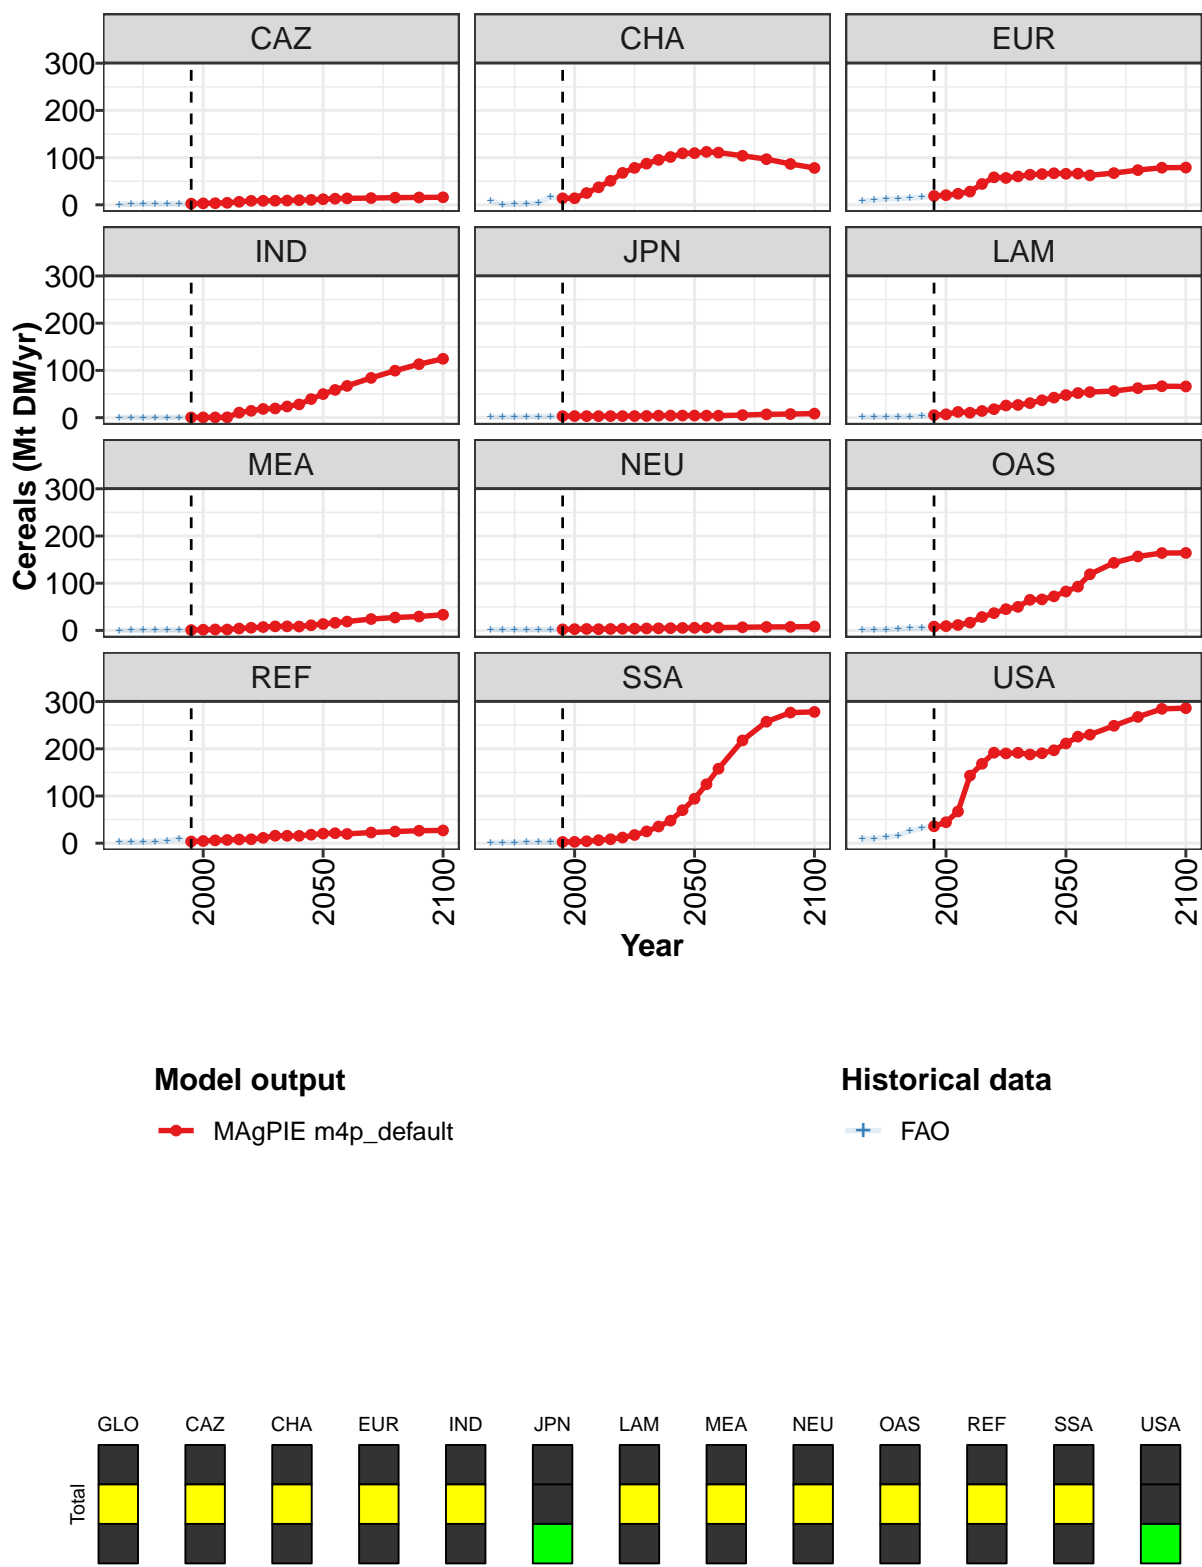 CAZ CHA EUR
300
200
100
0
IND JPN LAM
300
200
100
0
MEA NEU OAS
300
200
100
0
REF SSA USA
300
200
100
0
Cereals (Mt DM/yr)
2000 2050 2100 2000 2050 2100 2000 2050 2100
Year
Model output Historical data
MAgPIE m4p_default FAO
GLO CAZ CHA EUR IND JPN LAM MEA NEU OAS REF SSA USA
Total